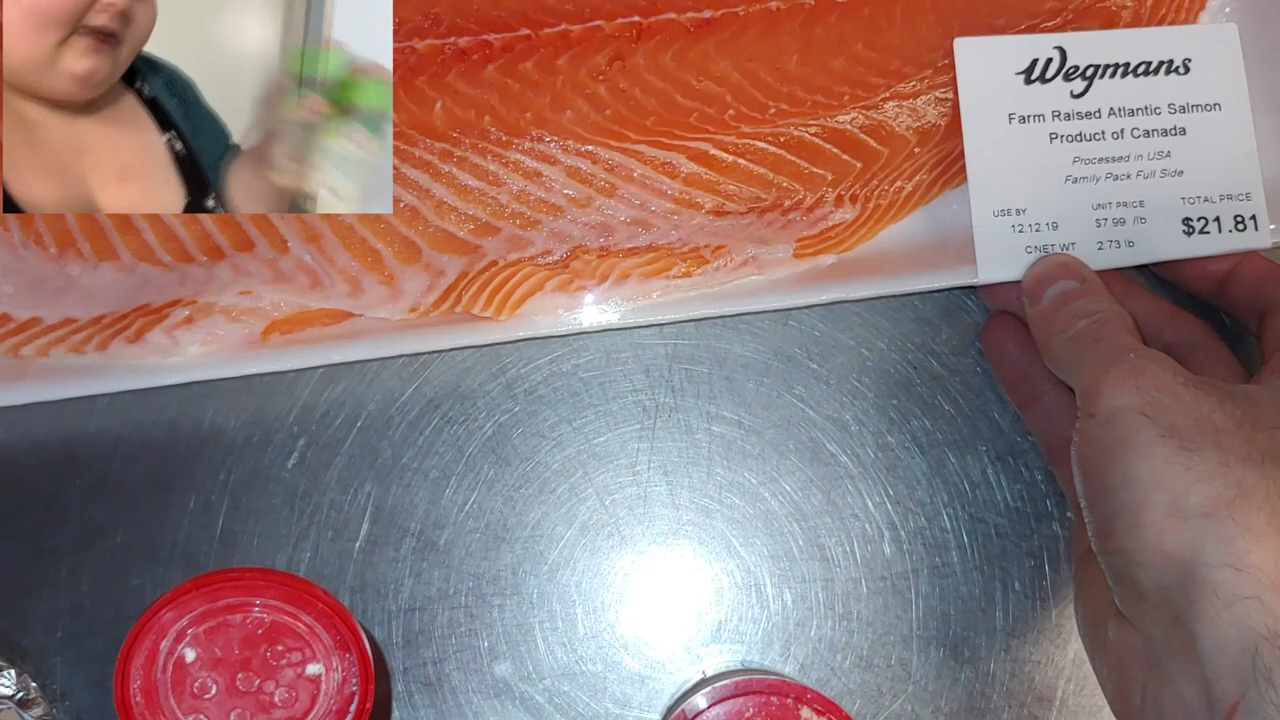 Wegmans
Farm Raised Atlantic Salmon
Product of Canada
Processed in USA
Family Pack Full Side
USE BY UNIT PRICE TOTAL PRICE
12.12.19 $7.99 /lb $21.81
CNET WT 2.73 lb